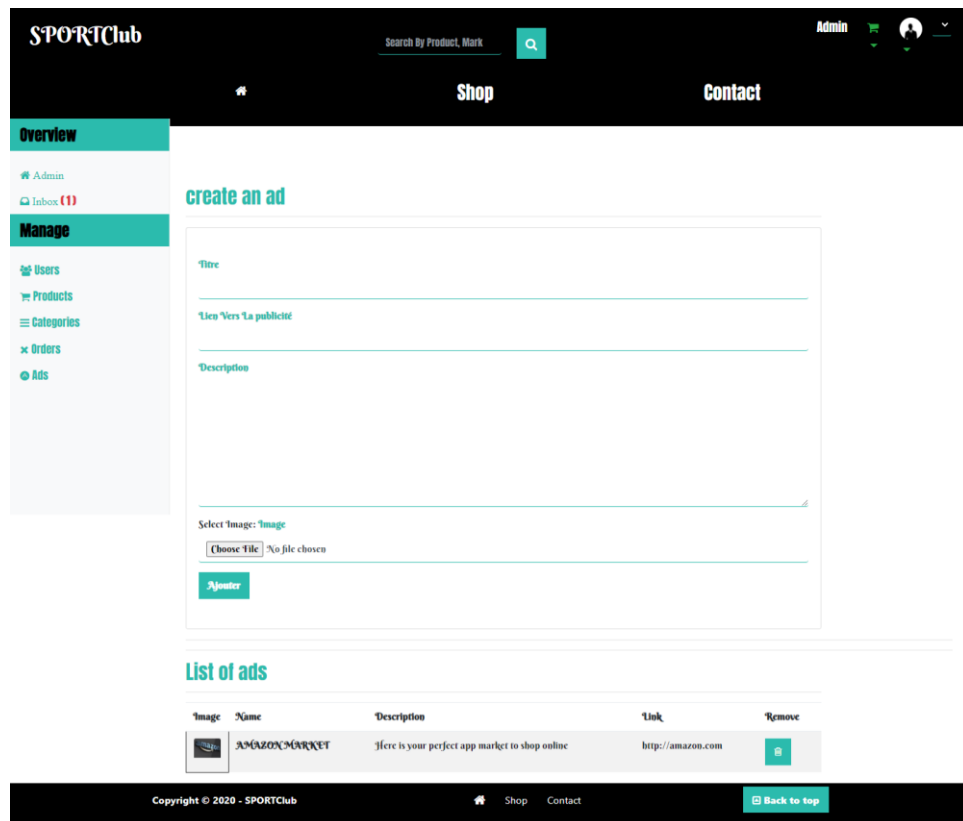 SPORTClub
Search By Product, Mark
Admin
Shop
Contact
Overview
Admin
Inbox (1)
Manage
Users
Products
Categories
Orders
Ads
create an ad
Titre
Lien Vers La publicité
Description
Select Image: Image
Choose File No file chosen
Ajouter
List of ads
Image Name Description Link Remove
AMAZON MARKET Here is your perfect app market to shop online http://amazon.com
Copyright © 2020 - SPORTClub Shop Contact Back to top